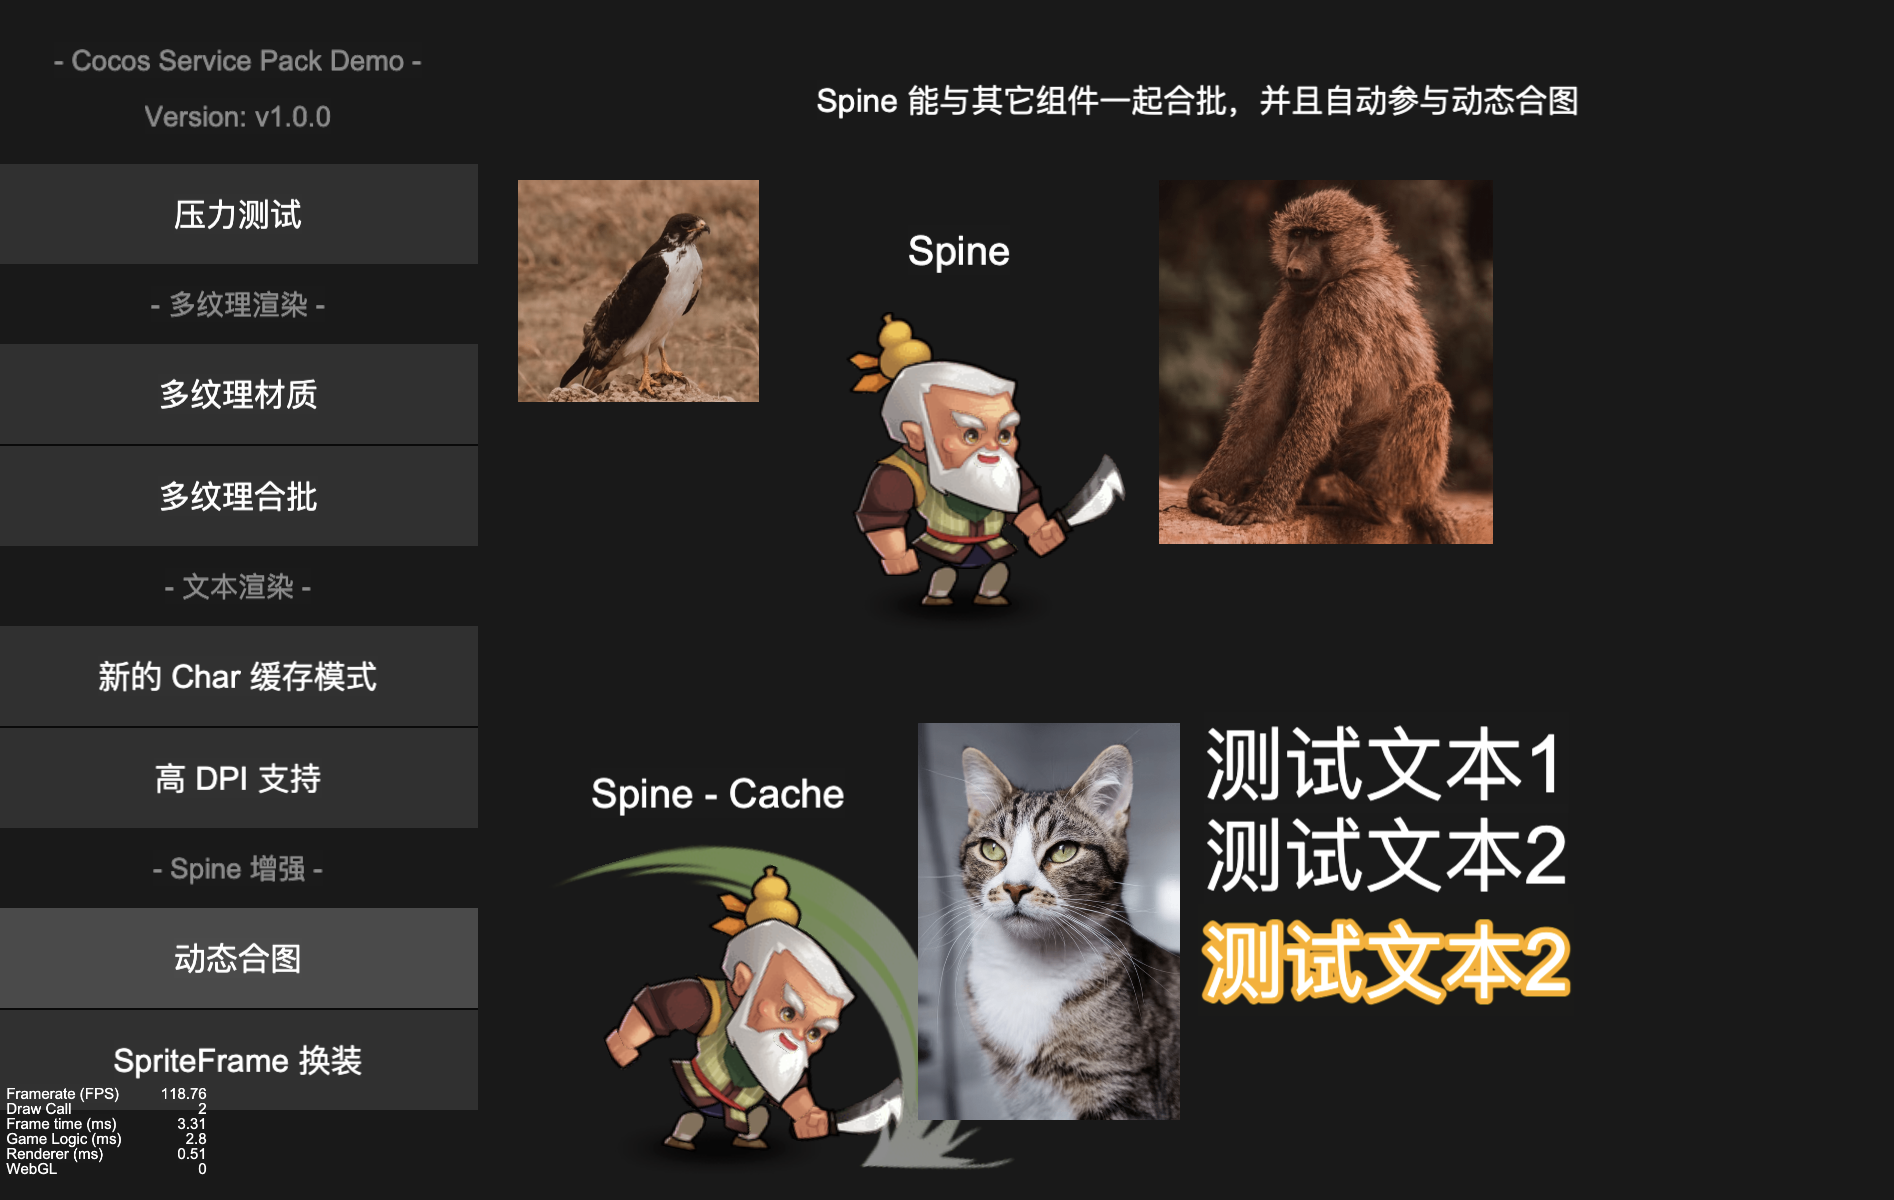 - Cocos Service Pack Demo -
Version: v1.0.0
压力测试
- 多纹理渲染 -
多纹理材质
多纹理合批
- 文本渲染 -
新的 Char 缓存模式
高 DPI 支持
- Spine 增强 -
动态合图
SpriteFrame 换装
Framerate (FPS) 118.76
Draw Call 2
Frame time (ms) 3.31
Game Logic (ms) 2.8
Renderer (ms) 0.51
WebGL 0
Spine 能与其它组件一起合批，并且自动参与动态合图
Spine
Spine - Cache
测试文本1
测试文本2
测试文本2